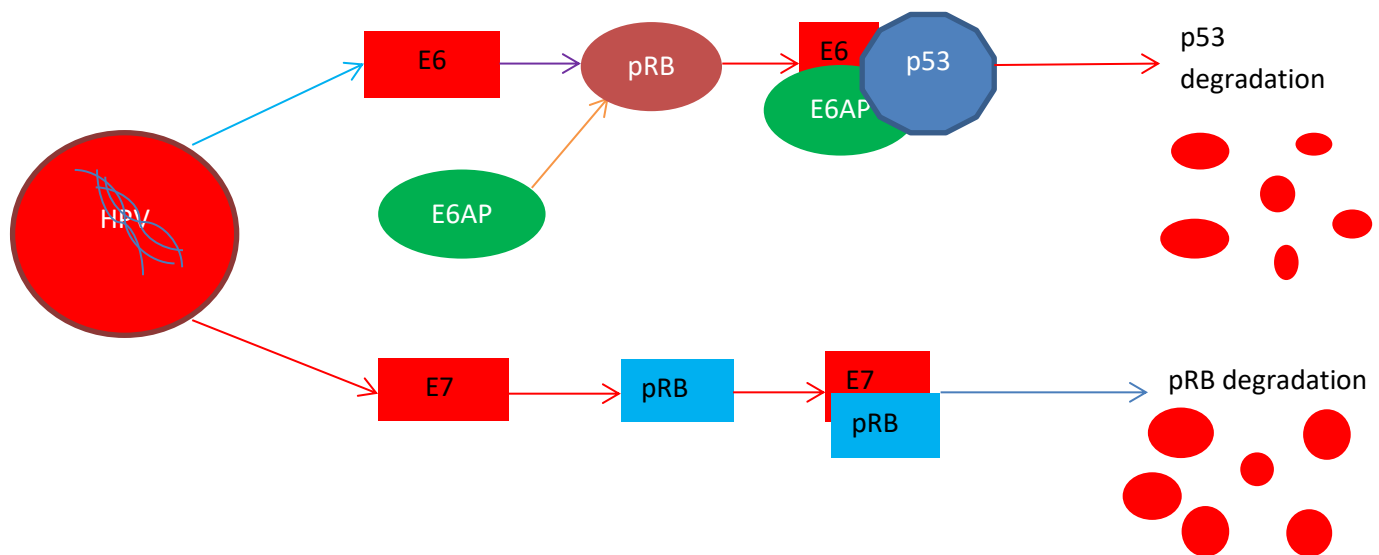 HPV
E6
pRB
E6AP
E6
E6AP
p53
p53
degradation
E7
pRB
E7
pRB
pRB degradation